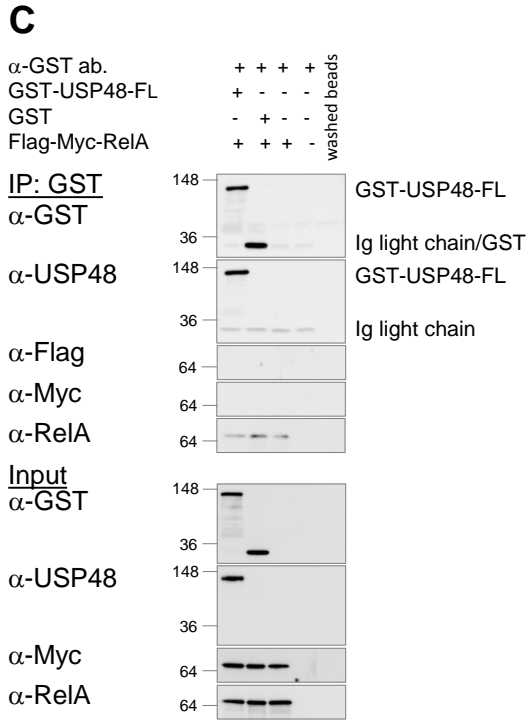 C
α-GST ab. + + + + washed beads
GST-USP48-FL + - - -
GST - + - -
Flag-Myc-RelA + + + -
IP: GST
α-GST 148 36 GST-USP48-FL Ig light chain/GST
α-USP48 148 36 GST-USP48-FL Ig light chain
α-Flag 64
α-Myc 64
α-RelA 64
Input
α-GST 148 36
α-USP48 148 36
α-Myc 64
α-RelA 64